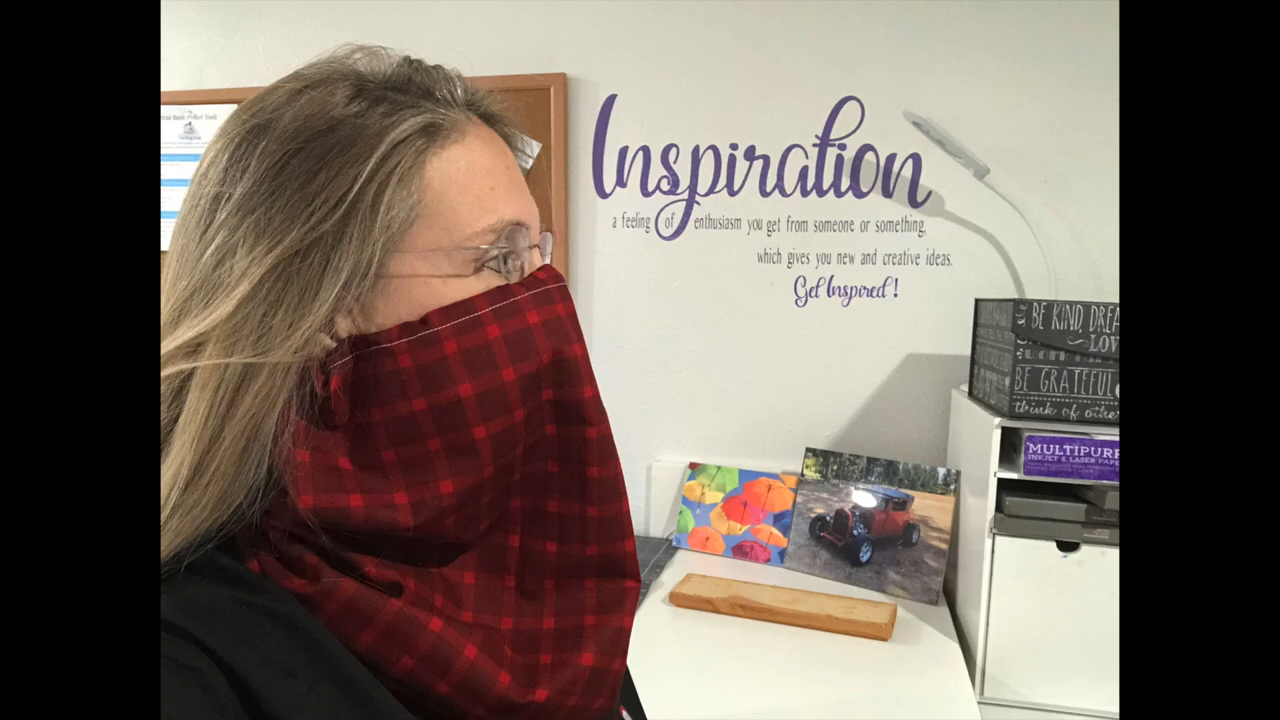 Inspiration
a feeling of enthusiasm you get from someone or something,
which gives you new and creative ideas.
Get Inspired!
BE KIND, DREA
LOV
BE GRATEFUL
think of othe
MULTIPUR
INKJET & LASER PAPE